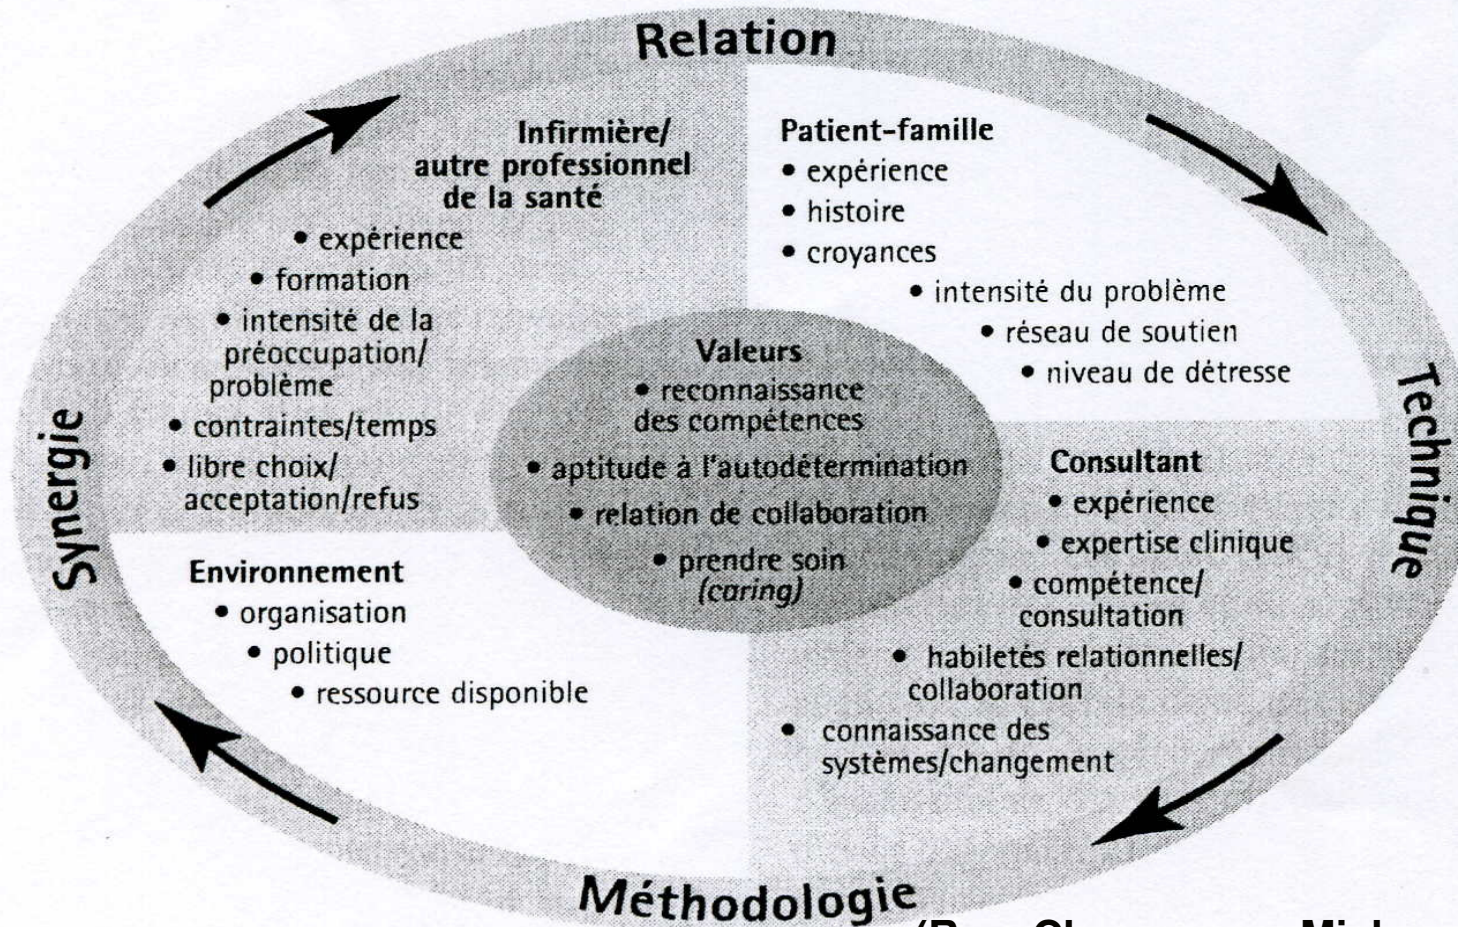 Relation
Infirmière/
autre professionnel
de la santé
• expérience
• formation
• intensité de la
préoccupation/
problème
• contraintes/temps
• libre choix/
acceptation/refus
Patient-famille
• expérience
• histoire
• croyances
• intensité du problème
• réseau de soutien
• niveau de détresse
Technique
Valeurs
• reconnaissance
des compétences
• aptitude à l'autodétermination
• relation de collaboration
• prendre soin
(caring)
Consultant
• expérience
• expertise clinique
• compétence/
consultation
• habiletés relationnelles/
collaboration
• connaissance des
systèmes/changement
Synergie
Environnement
• organisation
• politique
• ressource disponible
Méthodologie